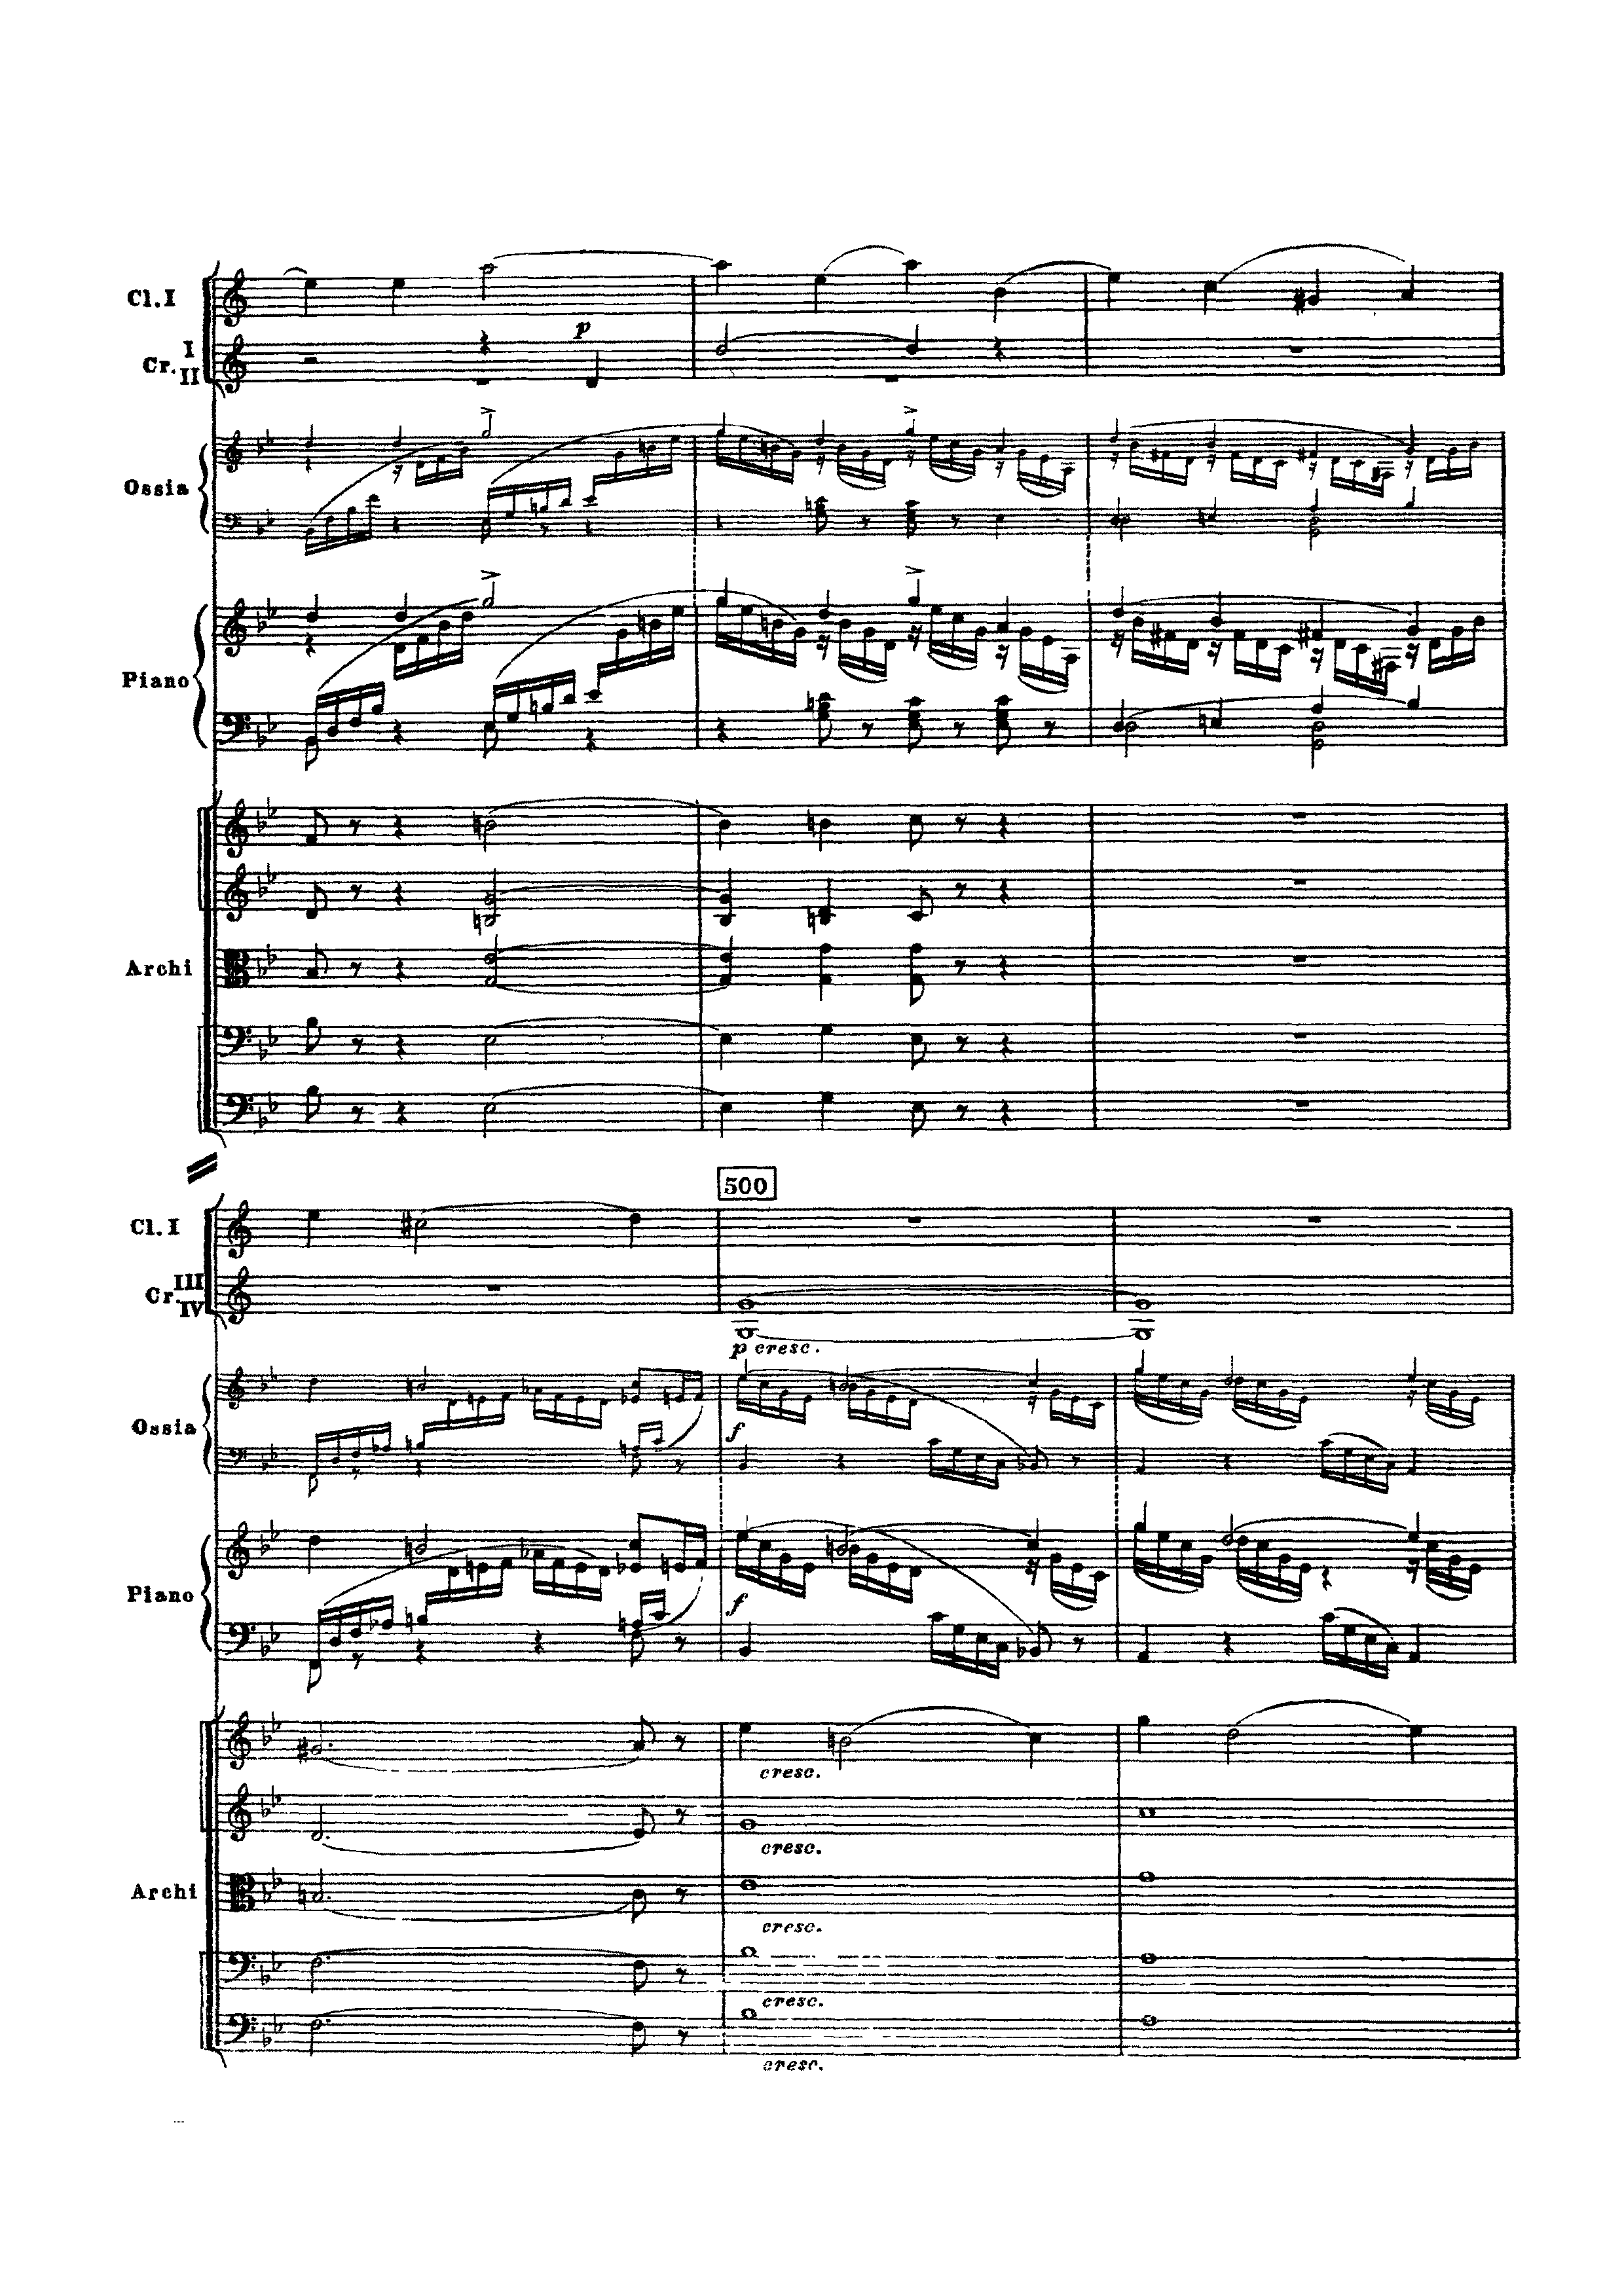 Cl. I
p
Cr. I
II
Ossia
Piano
Archi
500
Cl. I
Cr. III
IV
p cresc.
Ossia
f
Piano
f
cresc.
cresc.
Archi
cresc.
cresc.
cresc.